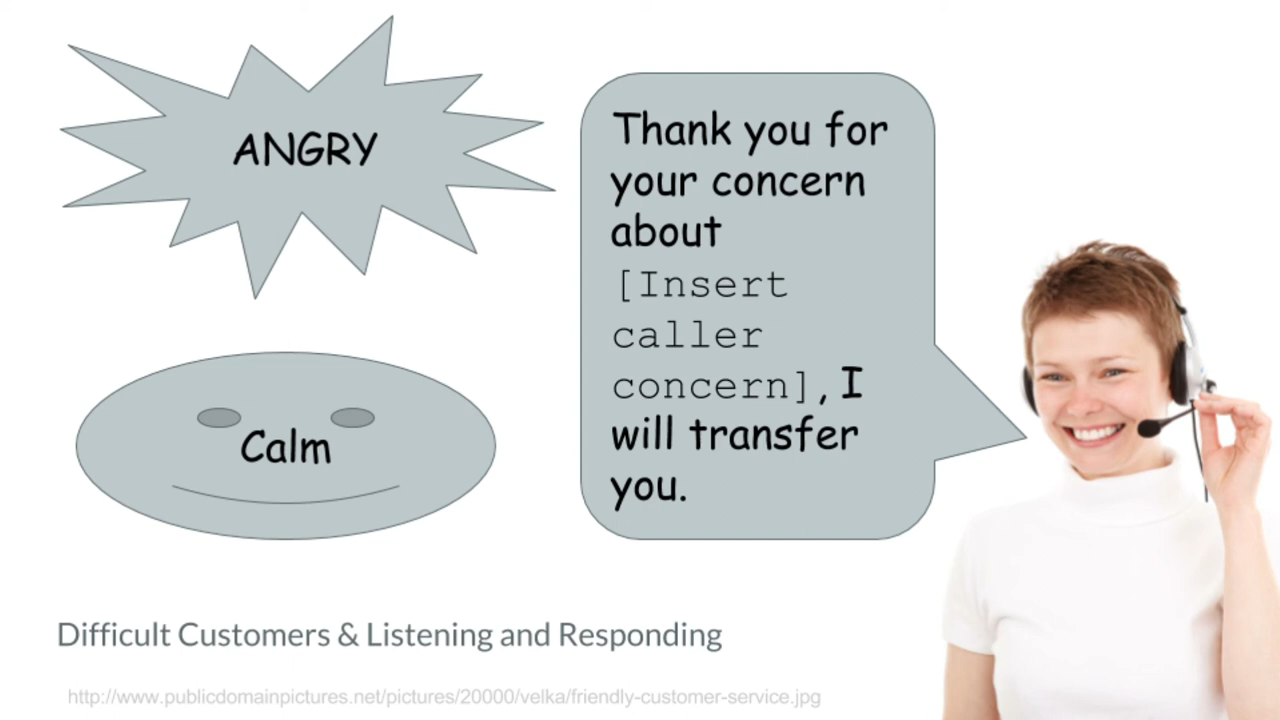 ANGRY
Calm
Thank you for
your concern
about
[Insert
caller
concern], I
will transfer
you.
Difficult Customers & Listening and Responding
http://www.publicdomainpictures.net/pictures/20000/velka/friendly-customer-service.jpg